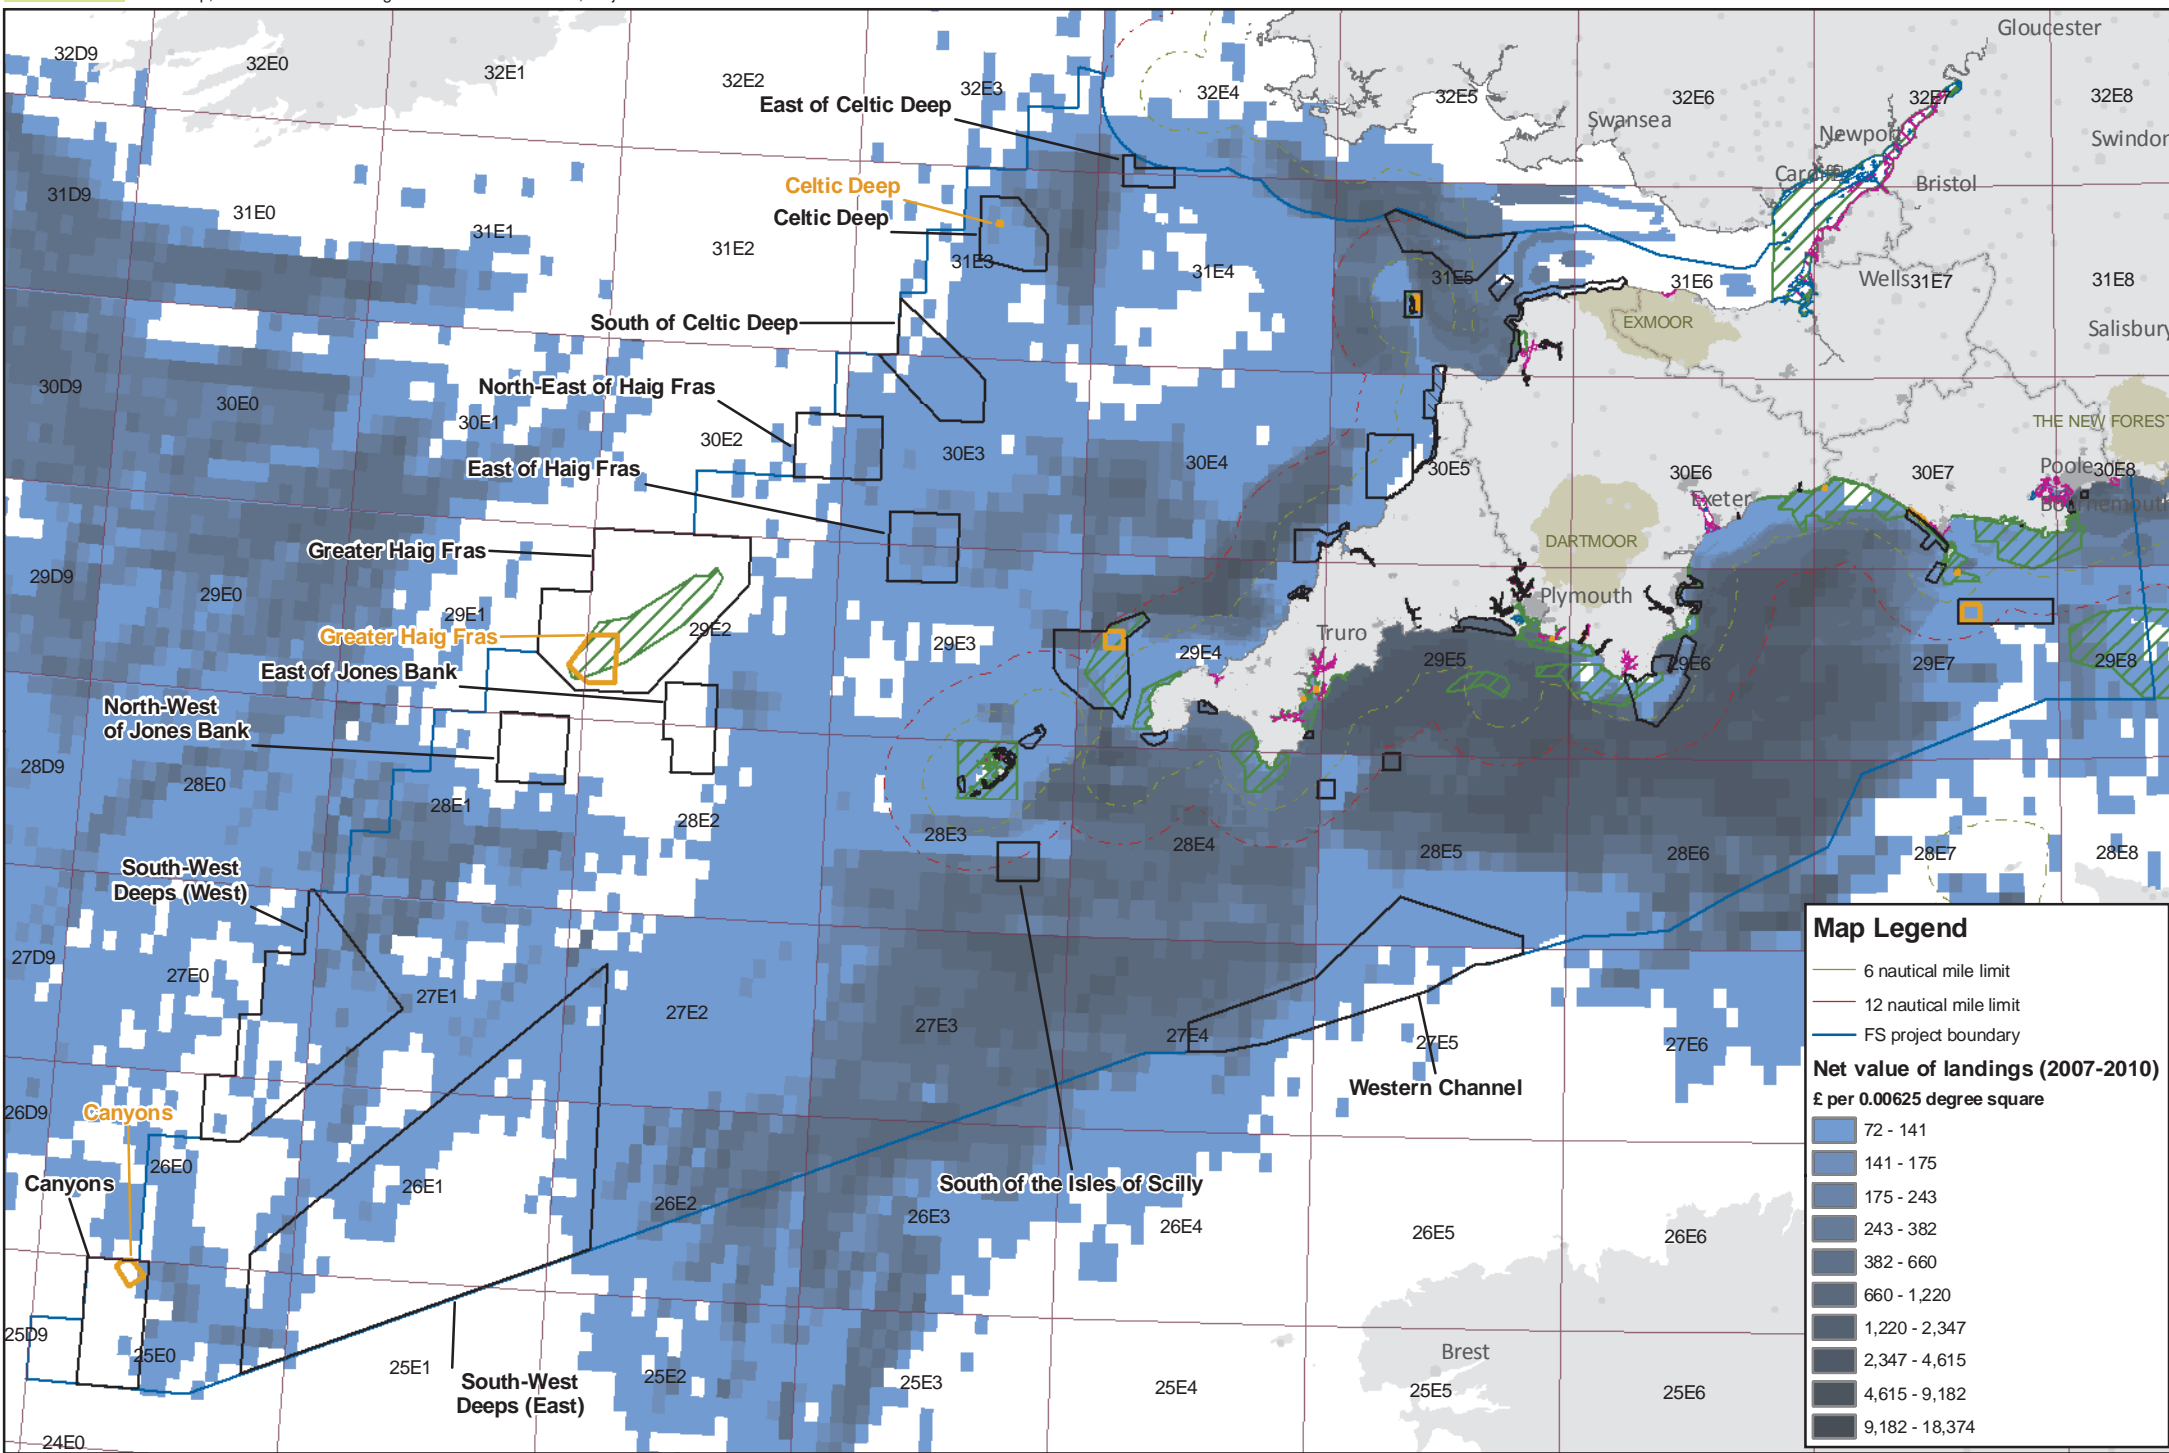 Gloucester
32D9
32E0
32E1
32E2
32E3
32E4
32E5
32E6
32E7
32E8
East of Celtic Deep
Swansea
Newport
Swindon
Cardiff
Bristol
Celtic Deep
Celtic Deep
31D9
31E0
31E1
31E2
31E3
31E4
31E5
31E6
Wells
31E7
31E8
South of Celtic Deep
EXMOOR
Salisbury
North-East of Haig Fras
30D9
30E0
30E1
30E2
30E3
30E4
30E5
30E6
30E7
30E8
THE NEW FOREST
Poole
Bournemouth
Exeter
East of Haig Fras
DARTMOOR
Greater Haig Fras
29D9
29E0
29E1
29E2
29E3
29E4
29E5
29E6
29E7
29E8
Plymouth
Truro
Greater Haig Fras
East of Jones Bank
North-West
of Jones Bank
28D9
28E0
28E1
28E2
28E3
28E4
28E5
28E6
28E7
28E8
South-West
Deeps (West)
27D9
27E0
27E1
27E2
27E3
27E4
27E5
27E6
Western Channel
26D9
Canyons
26E0
26E1
26E2
26E3
26E4
26E5
26E6
Canyons
South of the Isles of Scilly
25D9
25E0
25E1
25E2
25E3
25E4
25E5
25E6
Brest
South-West
Deeps (East)
24E0
Map Legend
6 nautical mile limit
12 nautical mile limit
FS project boundary
Net value of landings (2007-2010)
£ per 0.00625 degree square
72 - 141
141 - 175
175 - 243
243 - 382
382 - 660
660 - 1,220
1,220 - 2,347
2,347 - 4,615
4,615 - 9,182
9,182 - 18,374